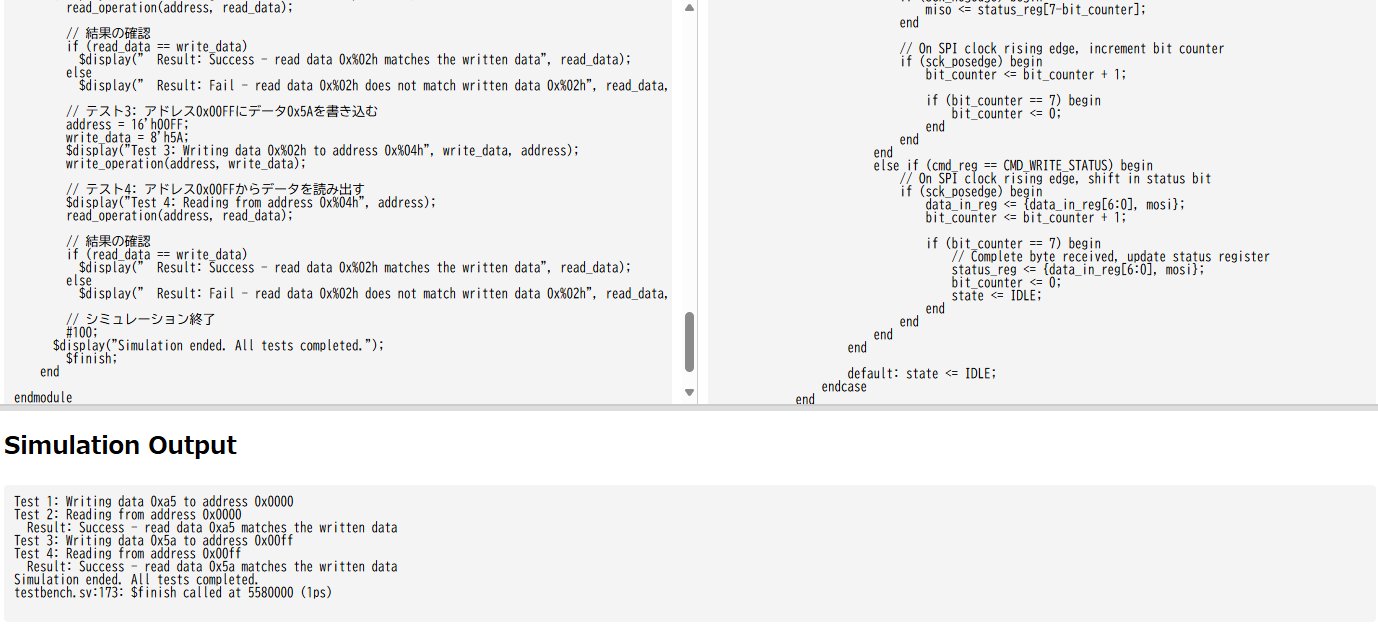 read_operation(address, read_data);
// 結果の確認
if (read_data == write_data)
$display("  Result: Success - read data 0x%02h matches the written data", read_data);
else
$display("  Result: Fail - read data 0x%02h does not match written data 0x%02h", read_data,
// テスト3: アドレス0x00FFにデータ0x5Aを書き込む
address = 16'h00FF;
write_data = 8'h5A;
$display("Test 3: Writing data 0x%02h to address 0x%04h", write_data, address);
write_operation(address, write_data);
// テスト4: アドレス0x00FFからデータを読み出す
$display("Test 4: Reading from address 0x%04h", address);
read_operation(address, read_data);
// 結果の確認
if (read_data == write_data)
$display("  Result: Success - read data 0x%02h matches the written data", read_data);
else
$display("  Result: Fail - read data 0x%02h does not match written data 0x%02h", read_data,
// シミュレーション終了
#100;
$display("Simulation ended. All tests completed.");
$finish;
end
endmodule
miso <= status_reg[7-bit_counter];
end
// On SPI clock rising edge, increment bit counter
if (sck_posedge) begin
bit_counter <= bit_counter + 1;
if (bit_counter == 7) begin
bit_counter <= 0;
end
end
end
else if (cmd_reg == CMD_WRITE_STATUS) begin
// On SPI clock rising edge, shift in status bit
if (sck_posedge) begin
data_in_reg <= {data_in_reg[6:0], mosi};
bit_counter <= bit_counter + 1;
if (bit_counter == 7) begin
// Complete byte received, update status register
status_reg <= {data_in_reg[6:0], mosi};
bit_counter <= 0;
state <= IDLE;
end
end
end
end
default: state <= IDLE;
endcase
end
Simulation Output
Test 1: Writing data 0xa5 to address 0x0000
Test 2: Reading from address 0x0000
Result: Success - read data 0xa5 matches the written data
Test 3: Writing data 0x5a to address 0x00ff
Test 4: Reading from address 0x00ff
Result: Success - read data 0x5a matches the written data
Simulation ended. All tests completed.
testbench.sv:173: $finish called at 5580000 (1ps)